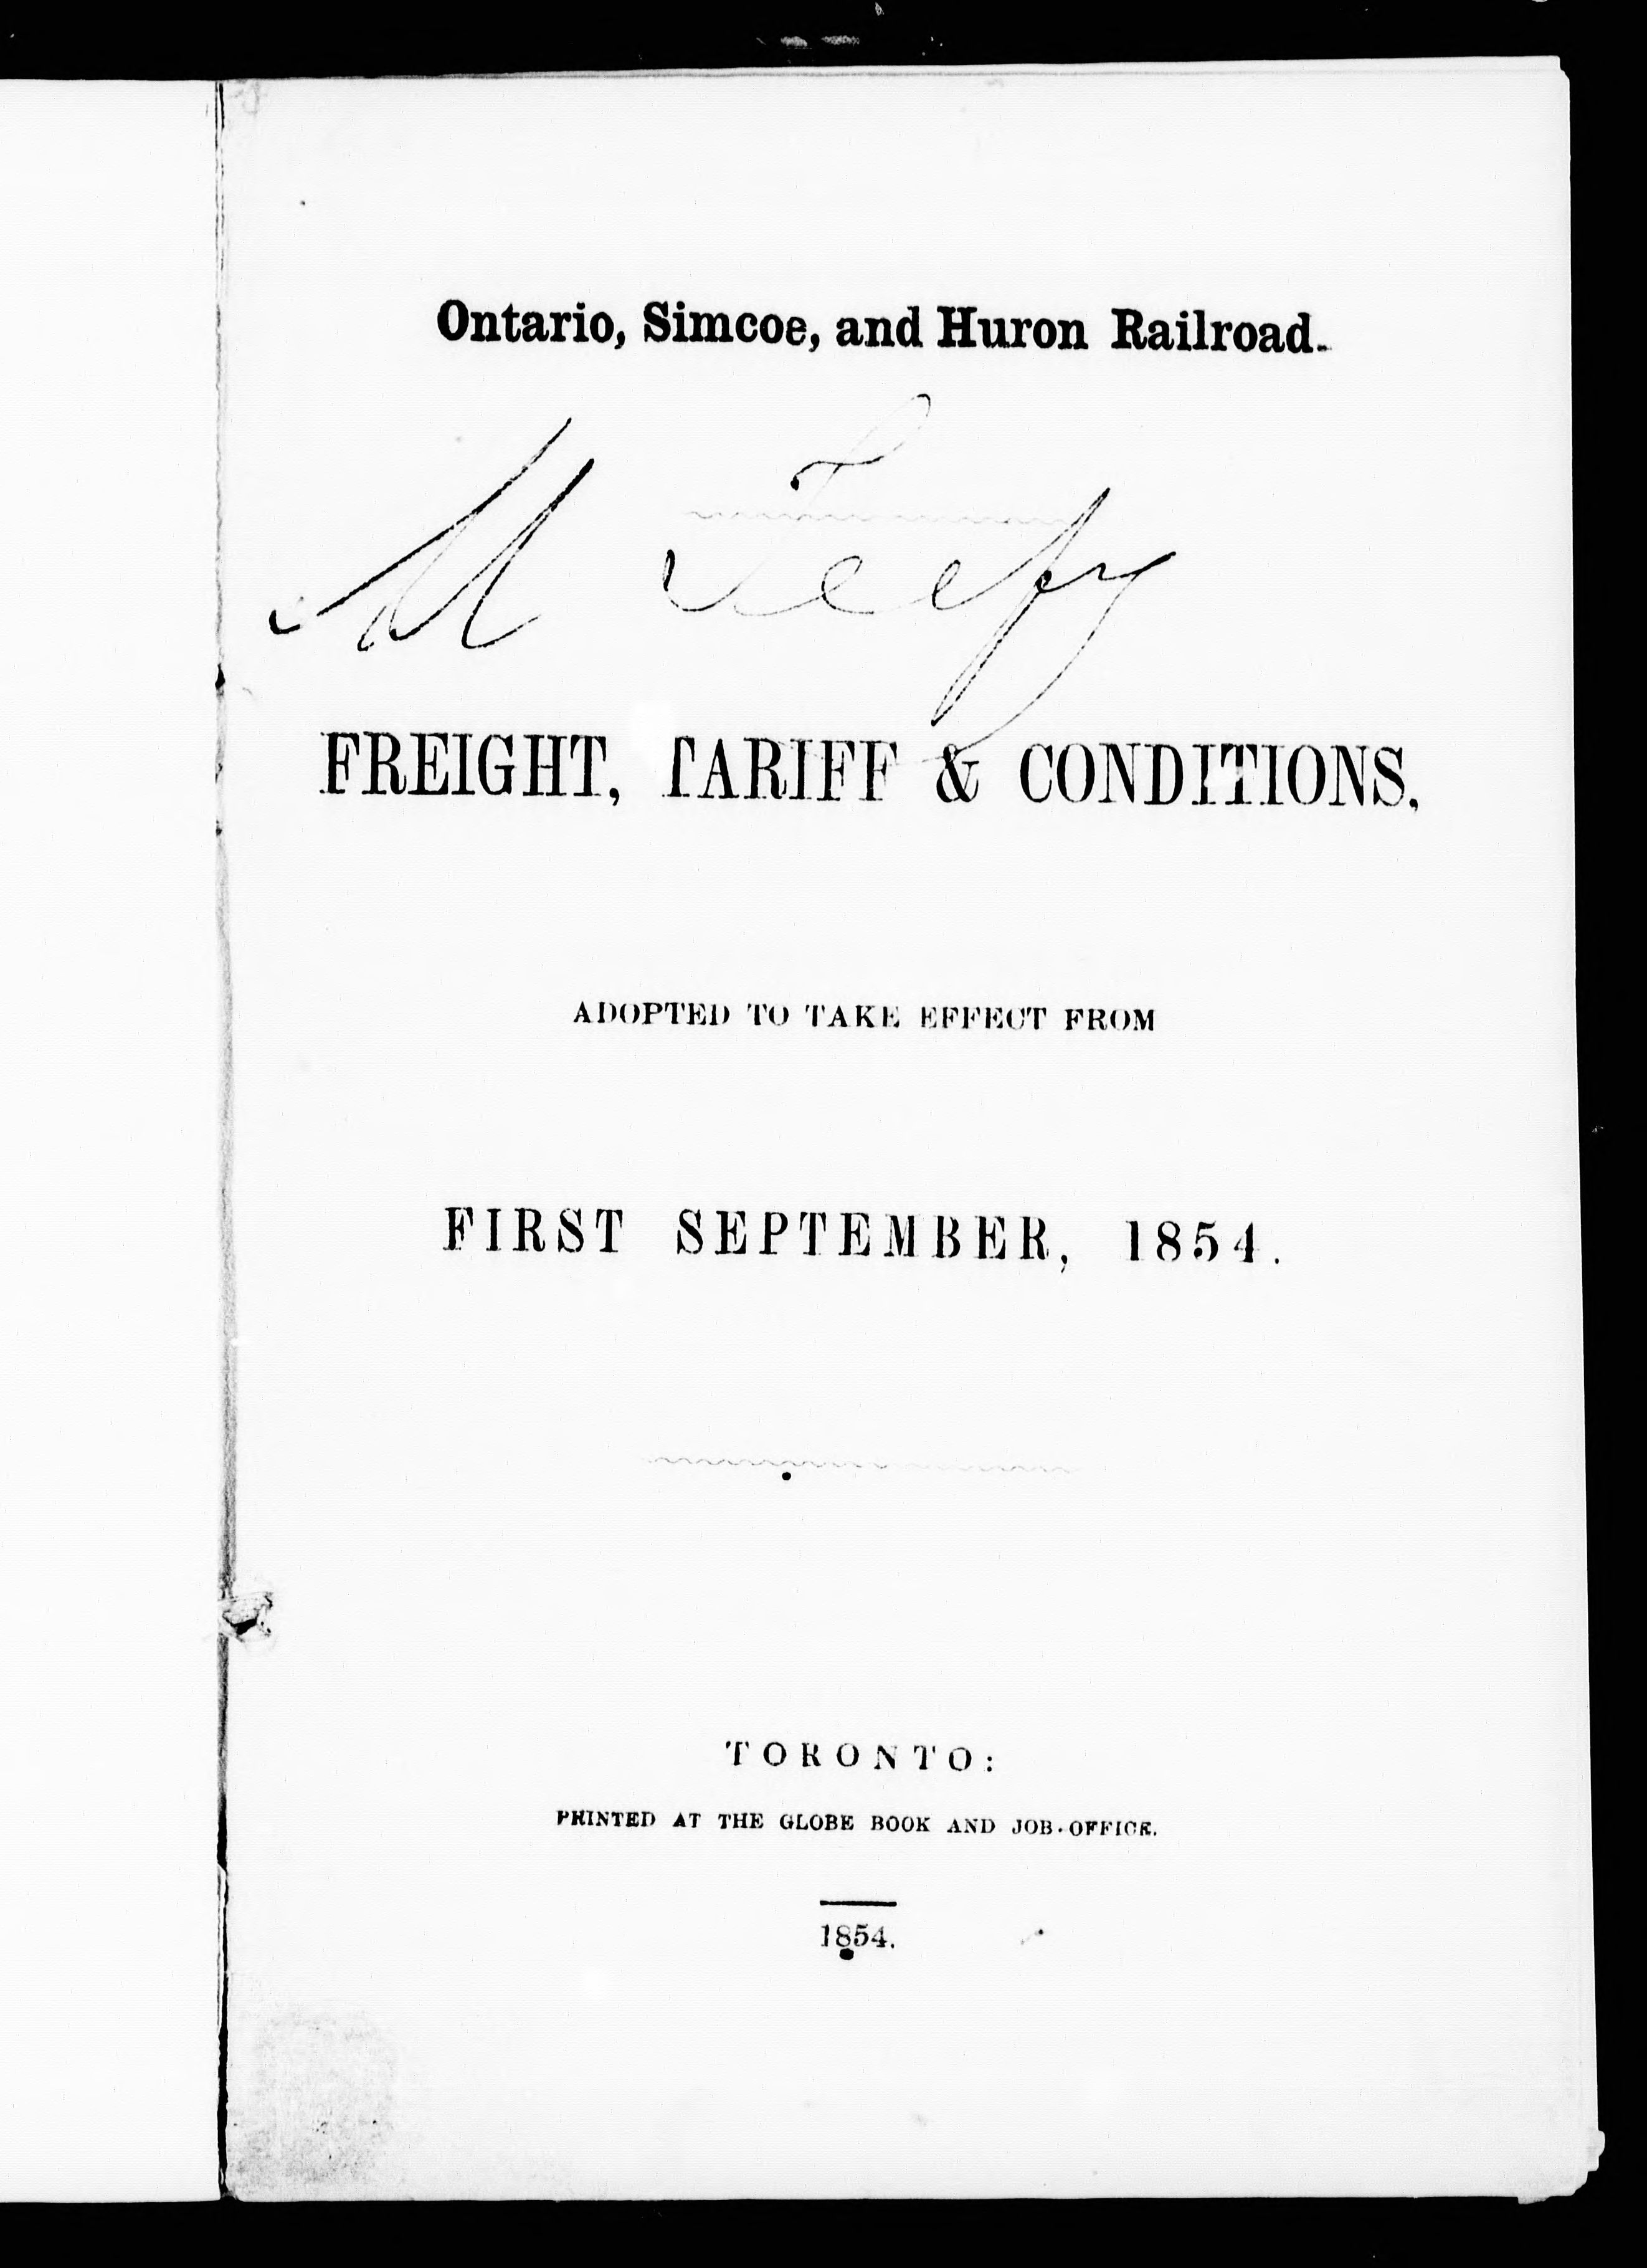 Ontario, Simcoe, and Huron Railroad.
M Teefy
FREIGHT, TARIFF & CONDITIONS,
ADOPTED TO TAKE EFFECT FROM
FIRST SEPTEMBER, 1854.
TORONTO:
PRINTED AT THE GLOBE BOOK AND JOB-OFFICE.
1854.